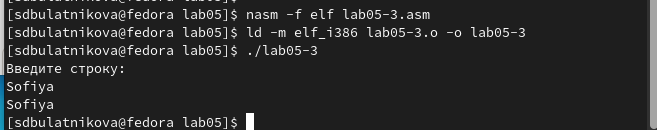 [sdbulatnikova@fedora lab05]$ nasm -f elf lab05-3.asm
[sdbulatnikova@fedora lab05]$ ld -m elf_i386 lab05-3.o -o lab05-3
[sdbulatnikova@fedora lab05]$ ./lab05-3
Введите строку:
Sofiya
Sofiya
[sdbulatnikova@fedora lab05]$